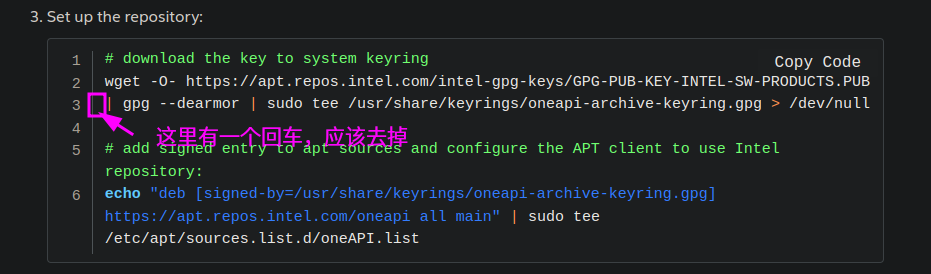 3. Set up the repository:
Copy Code
1 # download the key to system keyring
2 wget -O- https://apt.repos.intel.com/intel-gpg-keys/GPG-PUB-KEY-INTEL-SW-PRODUCTS.PUB
3 | gpg --dearmor | sudo tee /usr/share/keyrings/oneapi-archive-keyring.gpg > /dev/null
4
这里有一个回车，应该去掉
5 # add signed entry to apt sources and configure the APT client to use Intel
repository:
6 echo "deb [signed-by=/usr/share/keyrings/oneapi-archive-keyring.gpg]
https://apt.repos.intel.com/oneapi all main" | sudo tee
/etc/apt/sources.list.d/oneAPI.list